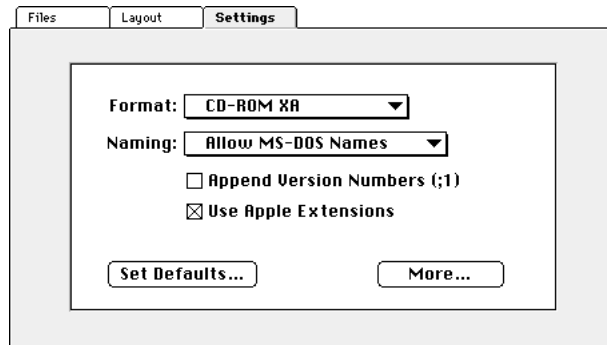 Files Layout Settings
Format: CD-ROM XA
Naming: Allow MS-DOS Names
Append Version Numbers (;1)
Use Apple Extensions
Set Defaults... More...